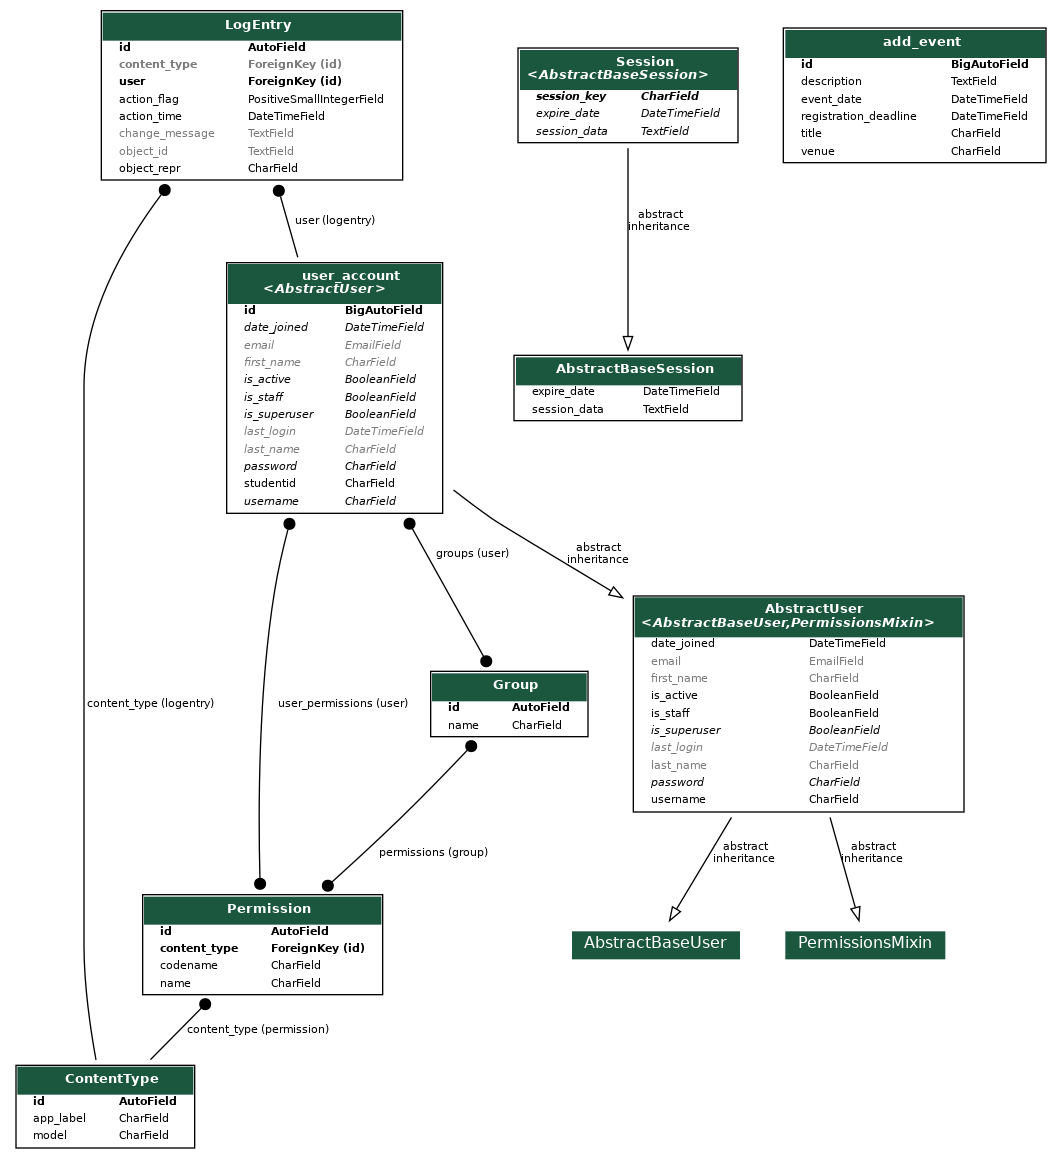 LogEntry
id AutoField
content_type ForeignKey (id)
user ForeignKey (id)
action_flag PositiveSmallIntegerField
action_time DateTimeField
change_message TextField
object_id TextField
object_repr CharField
Session
<AbstractBaseSession>
session_key CharField
expire_date DateTimeField
session_data TextField
add_event
id BigAutoField
description TextField
event_date DateTimeField
registration_deadline DateTimeField
title CharField
venue CharField
user (logentry)
abstract
inheritance
user_account
<AbstractUser>
id BigAutoField
date_joined DateTimeField
email EmailField
first_name CharField
is_active BooleanField
is_staff BooleanField
is_superuser BooleanField
last_login DateTimeField
last_name CharField
password CharField
studentid CharField
username CharField
AbstractBaseSession
expire_date DateTimeField
session_data TextField
groups (user)
abstract
inheritance
AbstractUser
<AbstractBaseUser,PermissionsMixin>
date_joined DateTimeField
email EmailField
first_name CharField
is_active BooleanField
is_staff BooleanField
is_superuser BooleanField
last_login DateTimeField
last_name CharField
password CharField
username CharField
content_type (logentry)
user_permissions (user)
Group
id AutoField
name CharField
permissions (group)
abstract
inheritance
abstract
inheritance
Permission
id AutoField
content_type ForeignKey (id)
codename CharField
name CharField
AbstractBaseUser
PermissionsMixin
content_type (permission)
ContentType
id AutoField
app_label CharField
model CharField